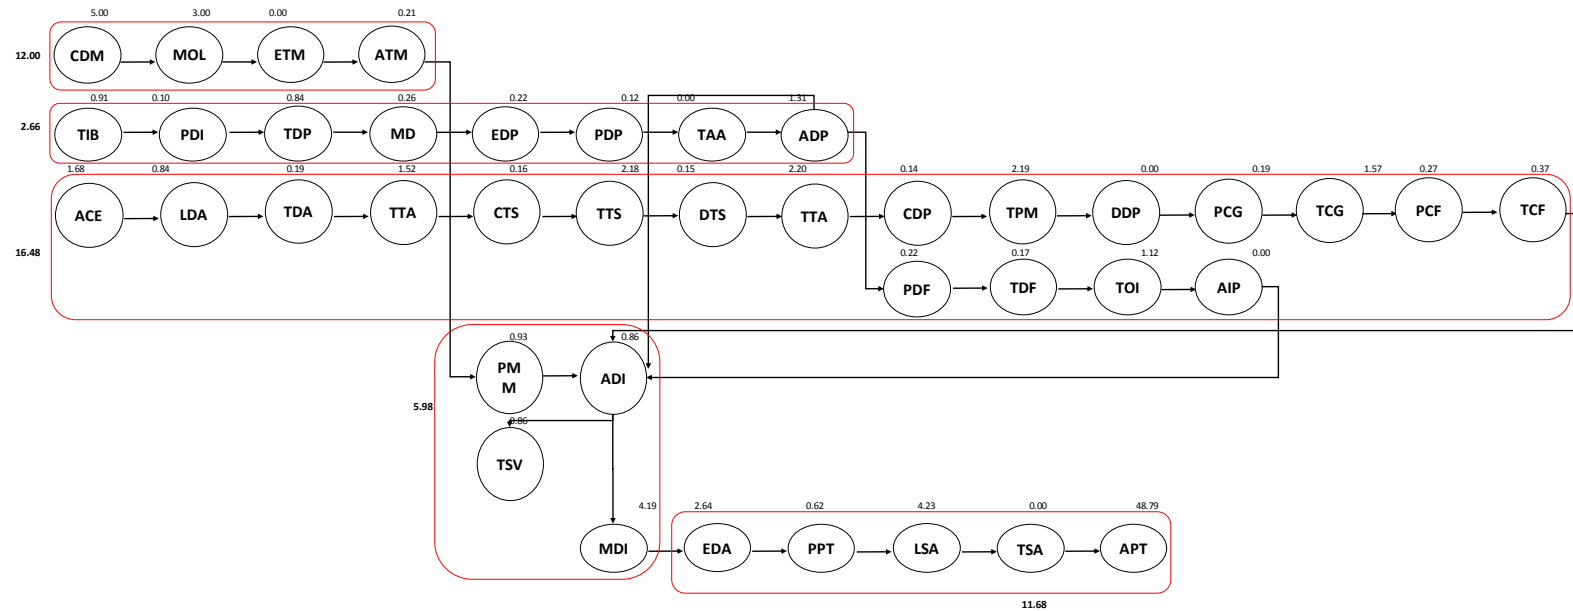 5.00 3.00 0.00 0.21
12.00 CDM MOL ETM ATM
0.91 0.10 0.84 0.26 0.22 0.12 0.00 1.31
2.66 TIB PDI TDP MD EDP PDP TAA ADP
1.68 0.84 0.19 1.52 0.16 2.18 0.15 2.20 0.14 2.19 0.00 0.19 1.57 0.27 0.37
ACE LDA TDA TTA CTS TTS DTS TTA CDP TPM DDP PCG TCG PCF TCF
16.48 0.22 0.17 1.12 0.00
PDF TDF TOI AIP
0.93 0.86
PM
M ADI
5.98
0.86
TSV
4.19 2.64 0.62 4.23 0.00 48.79
MDI EDA PPT LSA TSA APT
11.68